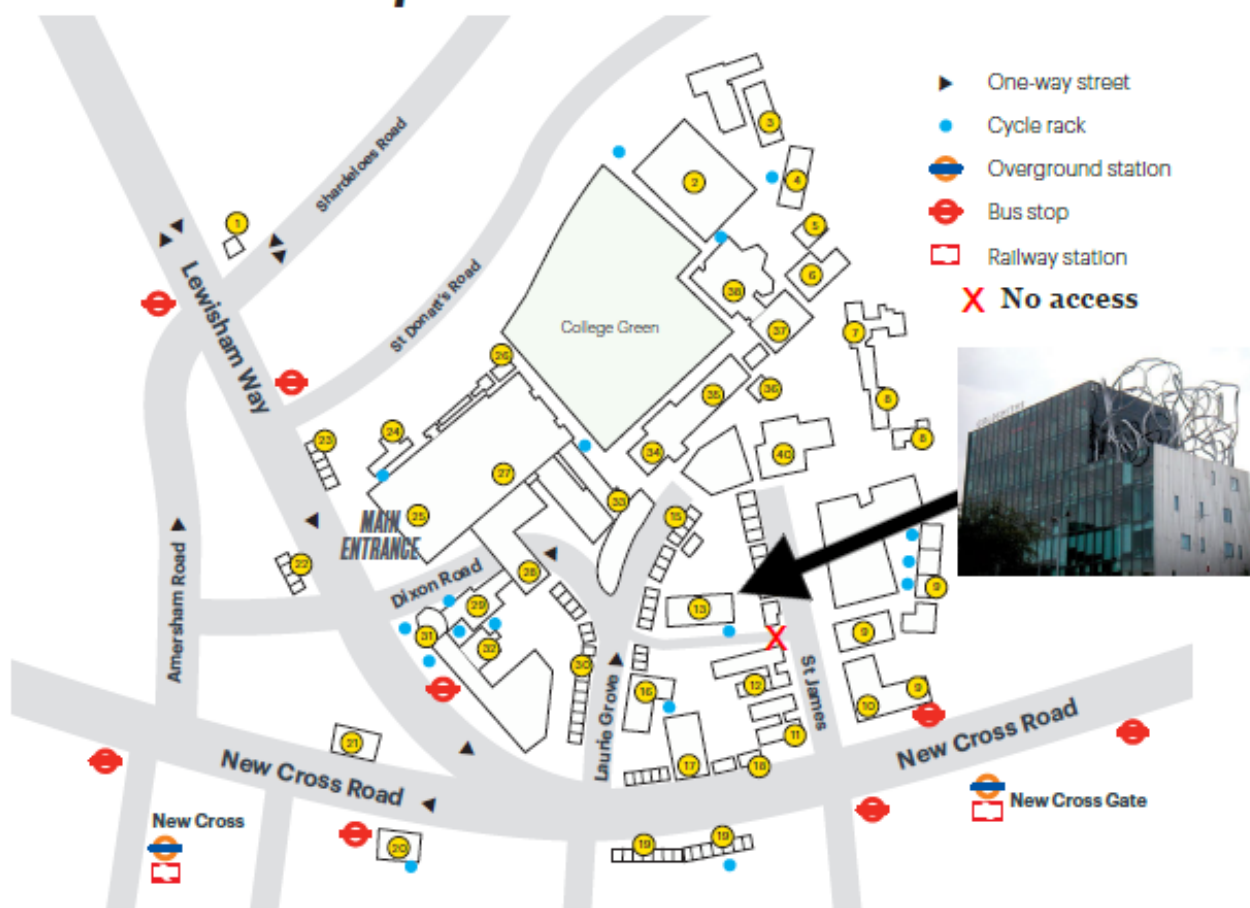 One-way street
Cycle rack
Overground station
Bus stop
Railway station
X No access
Shardeloes Road
Lewisham Way
St Donatt's Road
College Green
MAIN
ENTRANCE
Dixon Road
Amersham Road
Laurie Grove
St James
New Cross Road
New Cross Road
New Cross
New Cross Gate
1
2
3
4
5
6
7
8
8
9
9
9
10
11
12
13
15
16
17
18
19
19
20
21
22
23
24
25
26
27
28
29
30
31
32
33
34
35
36
37
38
40